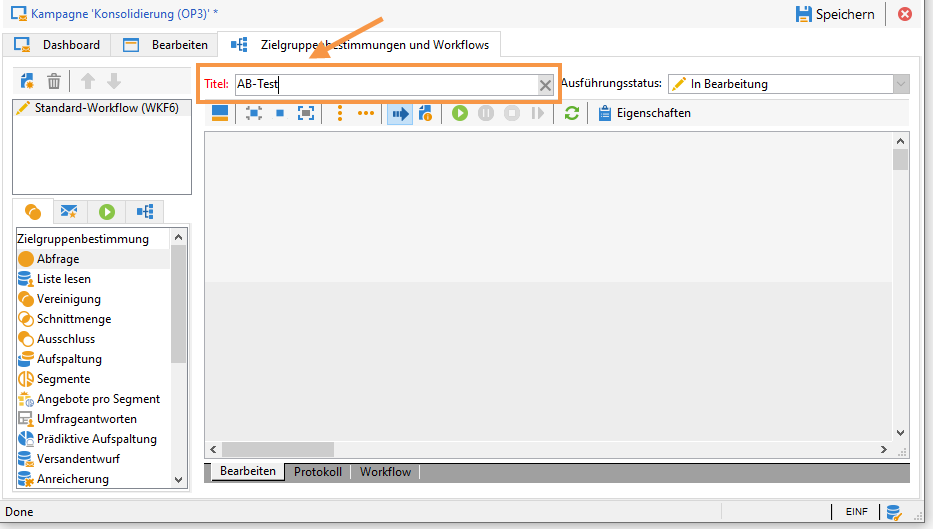 Kampagne 'Konsolidierung (OP3)' *
Speichern
Dashboard
Bearbeiten
Zielgruppenbestimmungen und Workflows
Titel: AB-Test
Ausführungsstatus: In Bearbeitung
Standard-Workflow (WKF6)
Eigenschaften
Zielgruppenbestimmung
Abfrage
Liste lesen
Vereinigung
Schnittmenge
Ausschluss
Aufspaltung
Segmente
Angebote pro Segment
Umfrageantworten
Prädiktive Aufspaltung
Versandentwurf
Anreicherung
Bearbeiten
Protokoll
Workflow
Done
EINF